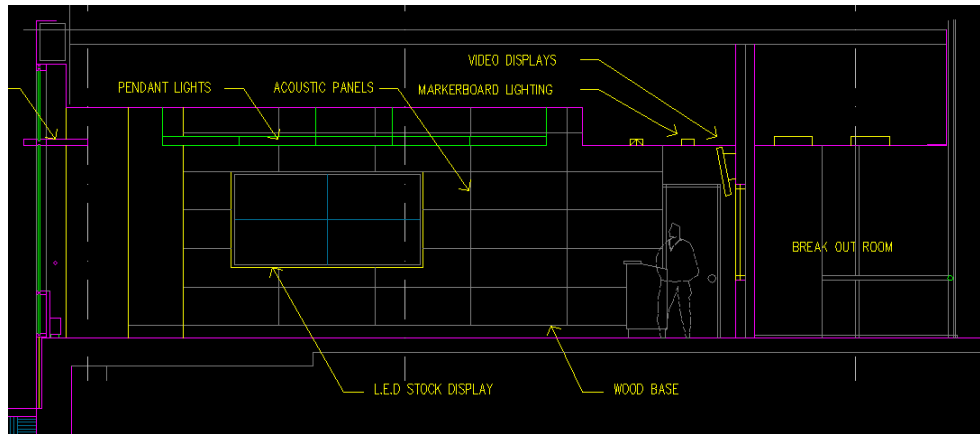 VIDEO DISPLAYS
PENDANT LIGHTS
ACOUSTIC PANELS
MARKERBOARD LIGHTING
BREAK OUT ROOM
L.E.D STOCK DISPLAY
WOOD BASE